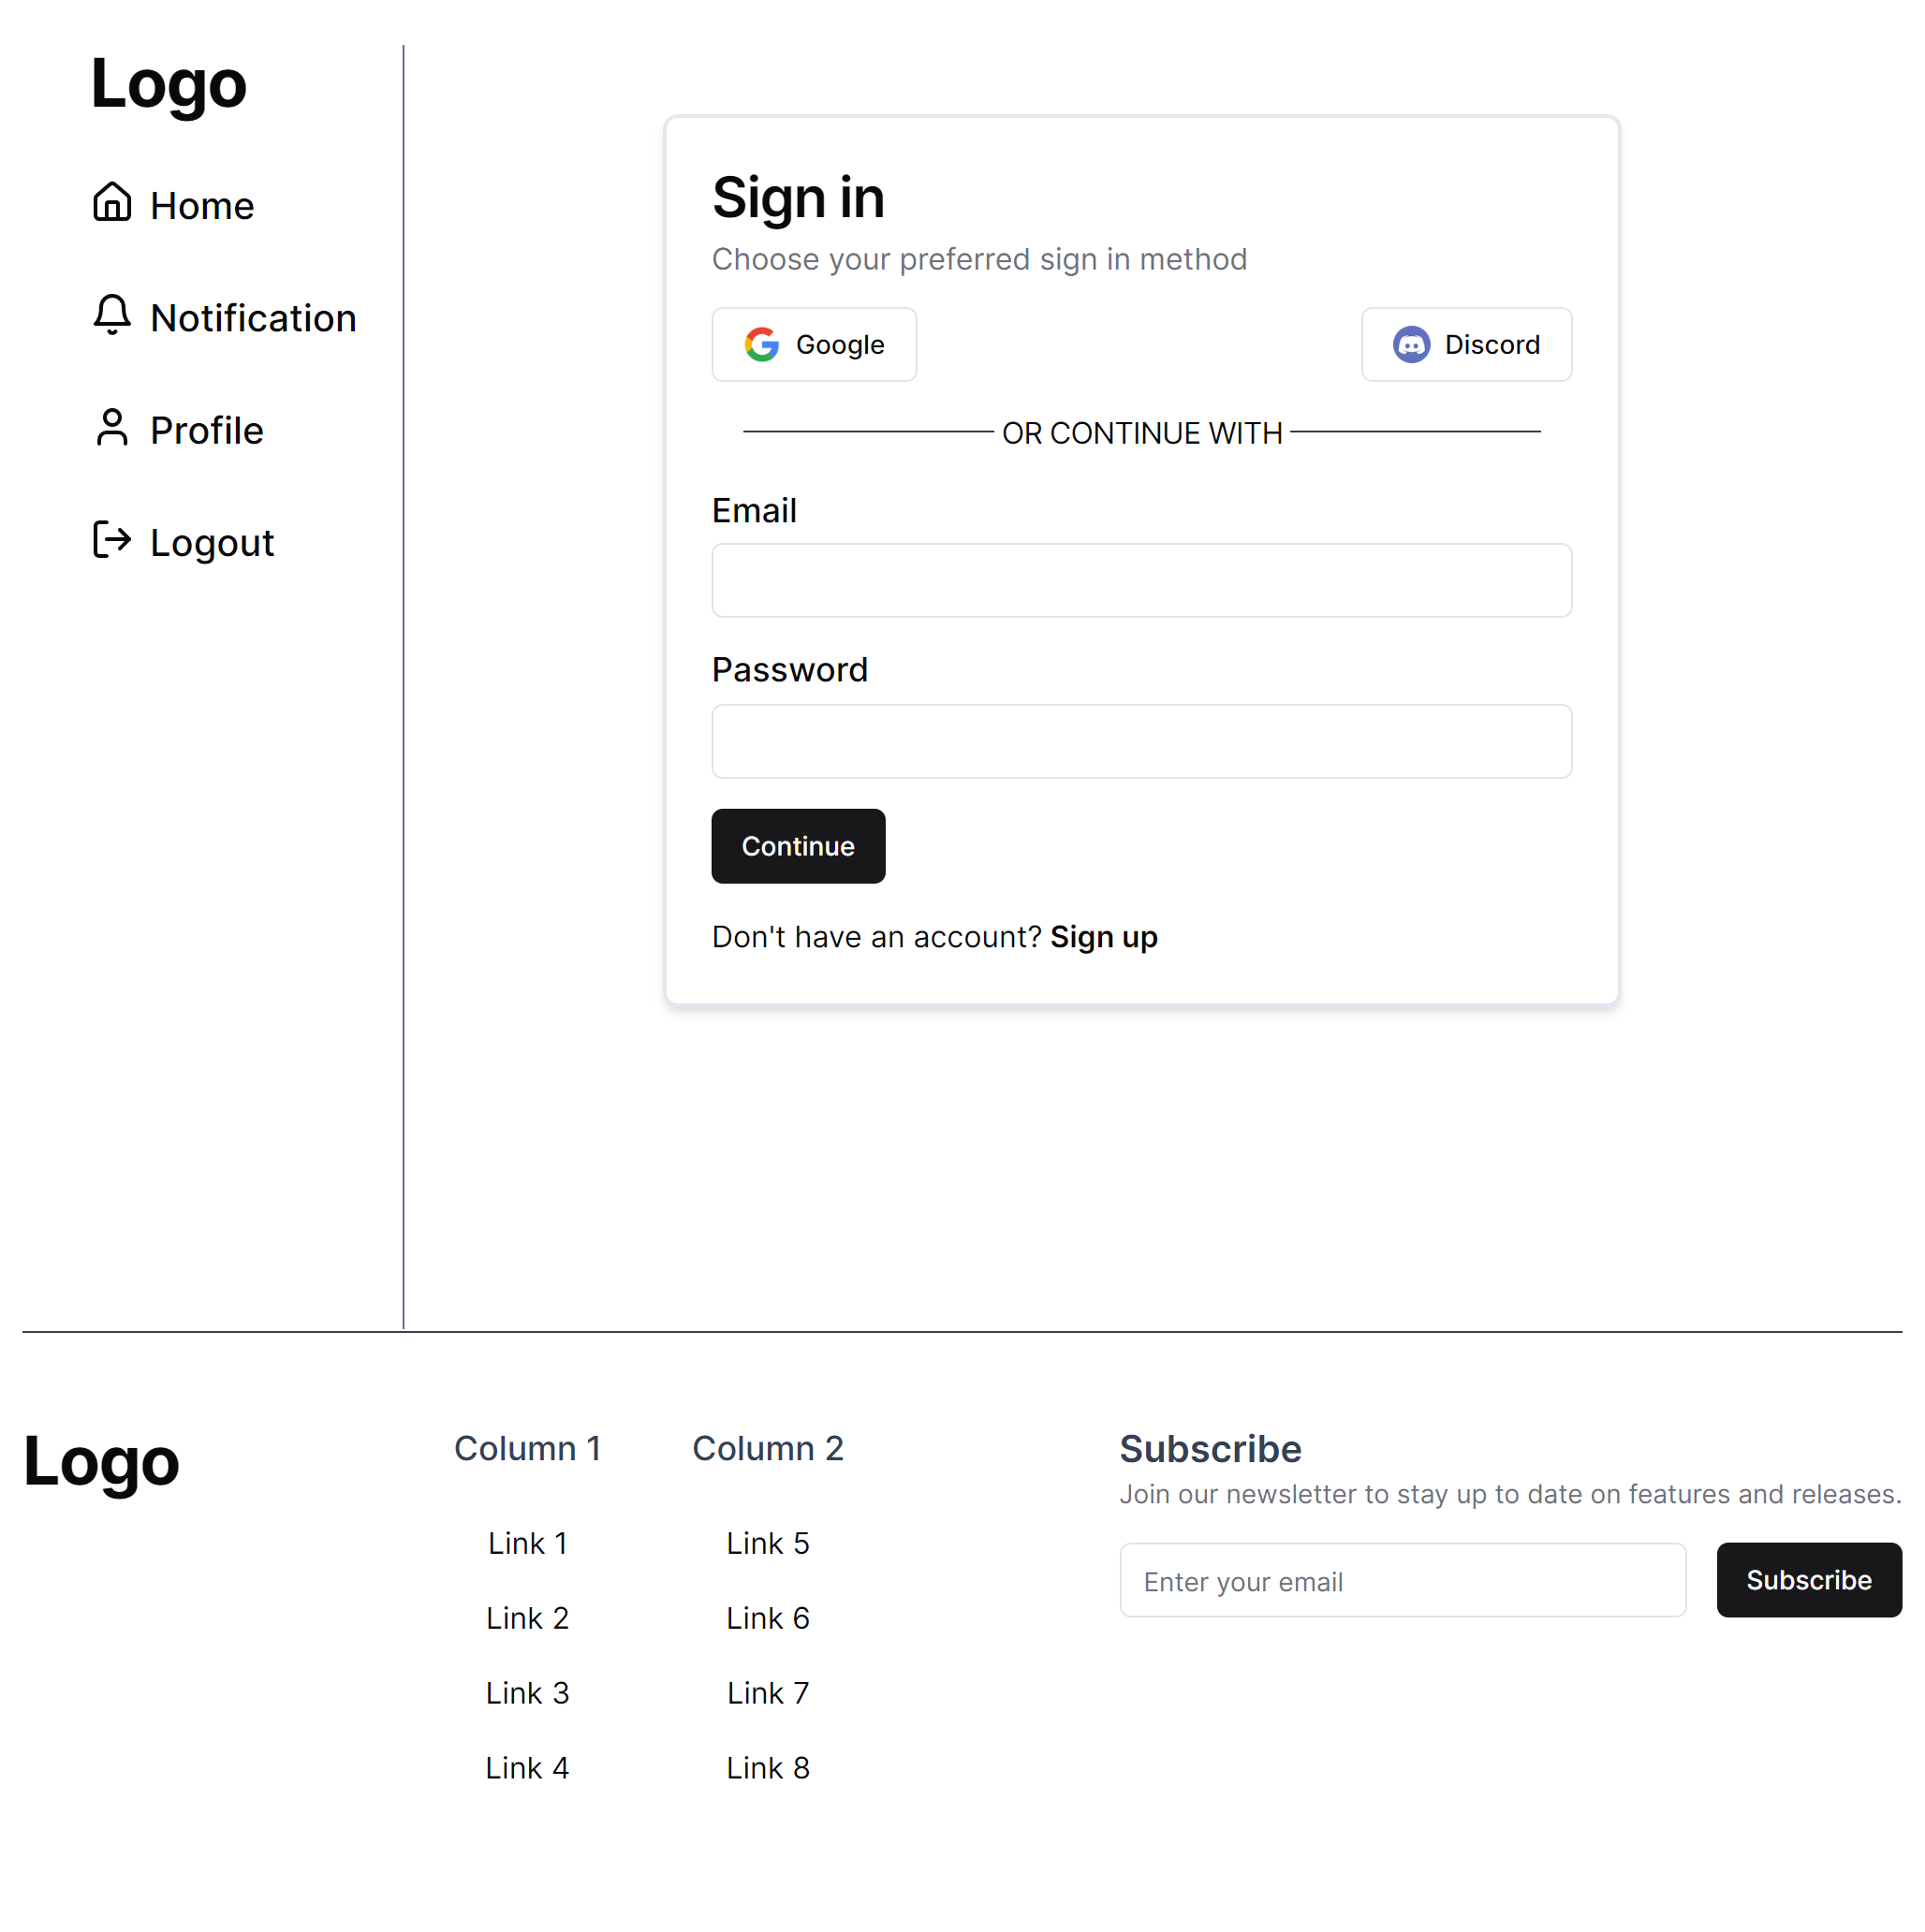 Logo
Home
Notification
Profile
Logout
Sign in
Choose your preferred sign in method
Google
Discord
OR CONTINUE WITH
Email
Password
Continue
Don't have an account? Sign up
Logo
Column 1
Link 1
Link 2
Link 3
Link 4
Column 2
Link 5
Link 6
Link 7
Link 8
Subscribe
Join our newsletter to stay up to date on features and releases.
Enter your email
Subscribe